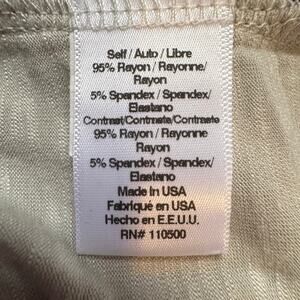 Self / Auto / Libre
95% Rayon / Rayonne/
Rayon
5% Spandex / Spandex/
Elastano
Contrast/Contraste/Contraste
95% Rayon / Rayonne
Rayon
5% Spandex / Spandex/
Elastano
Made In USA
Fabriqué en USA
Hecho en E.E.U.U.
RN# 110500